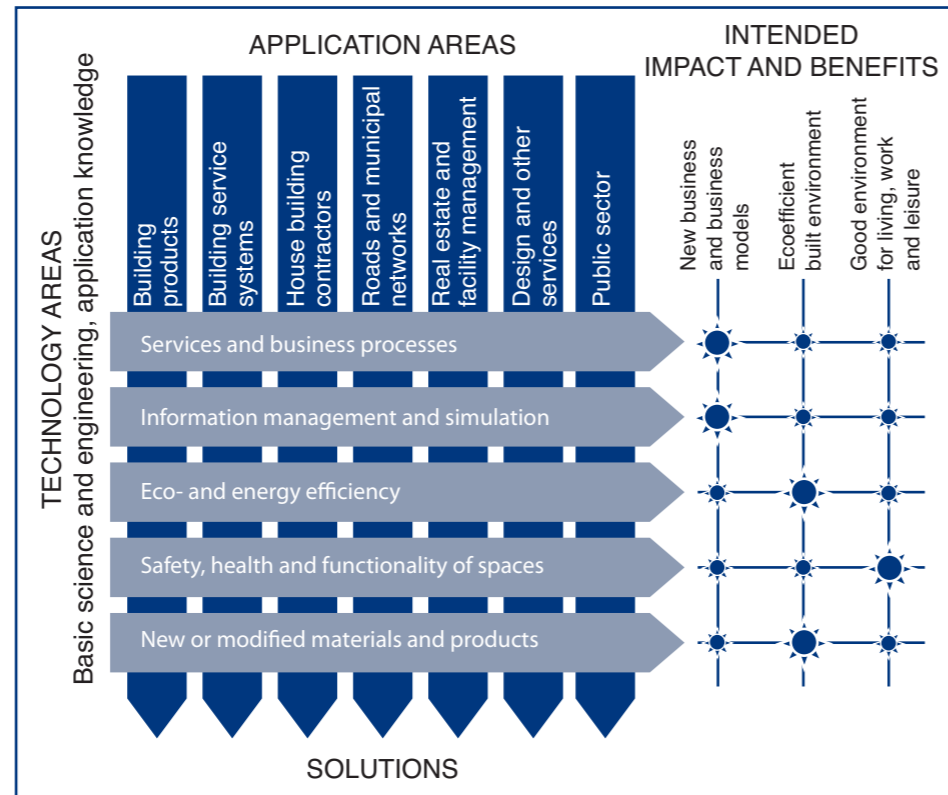 APPLICATION AREAS
INTENDED
IMPACT AND BENEFITS
TECHNOLOGY AREAS
Basic science and engineering, application knowledge
Building
products
Building service
systems
House building
contractors
Roads and municipal
networks
Real estate and
facility management
Design and other
services
Public sector
New business
and business
models
Ecoefficient
built environment
Good environment
for living, work
and leisure
Services and business processes
Information management and simulation
Eco- and energy efficiency
Safety, health and functionality of spaces
New or modified materials and products
SOLUTIONS